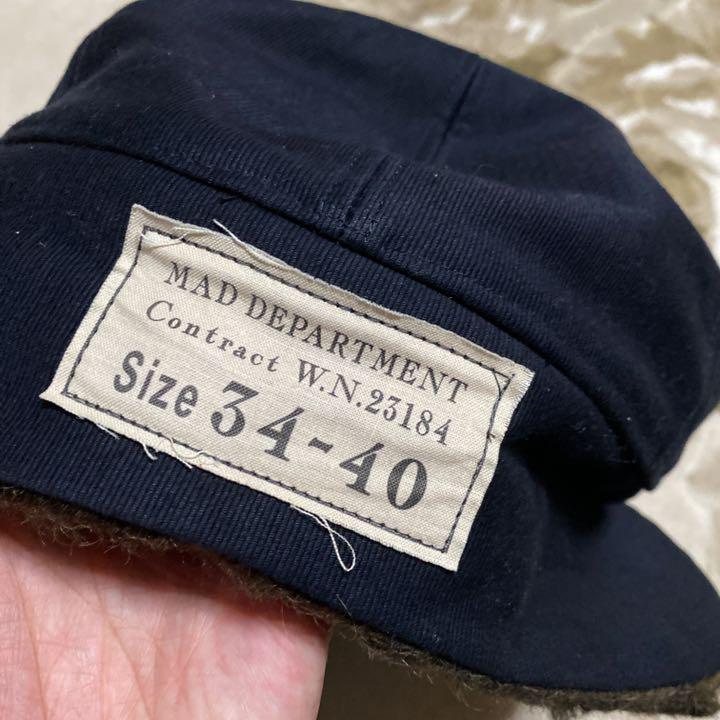 MAD DEPARTMENT
Contract W.N.23184
Size 34-40